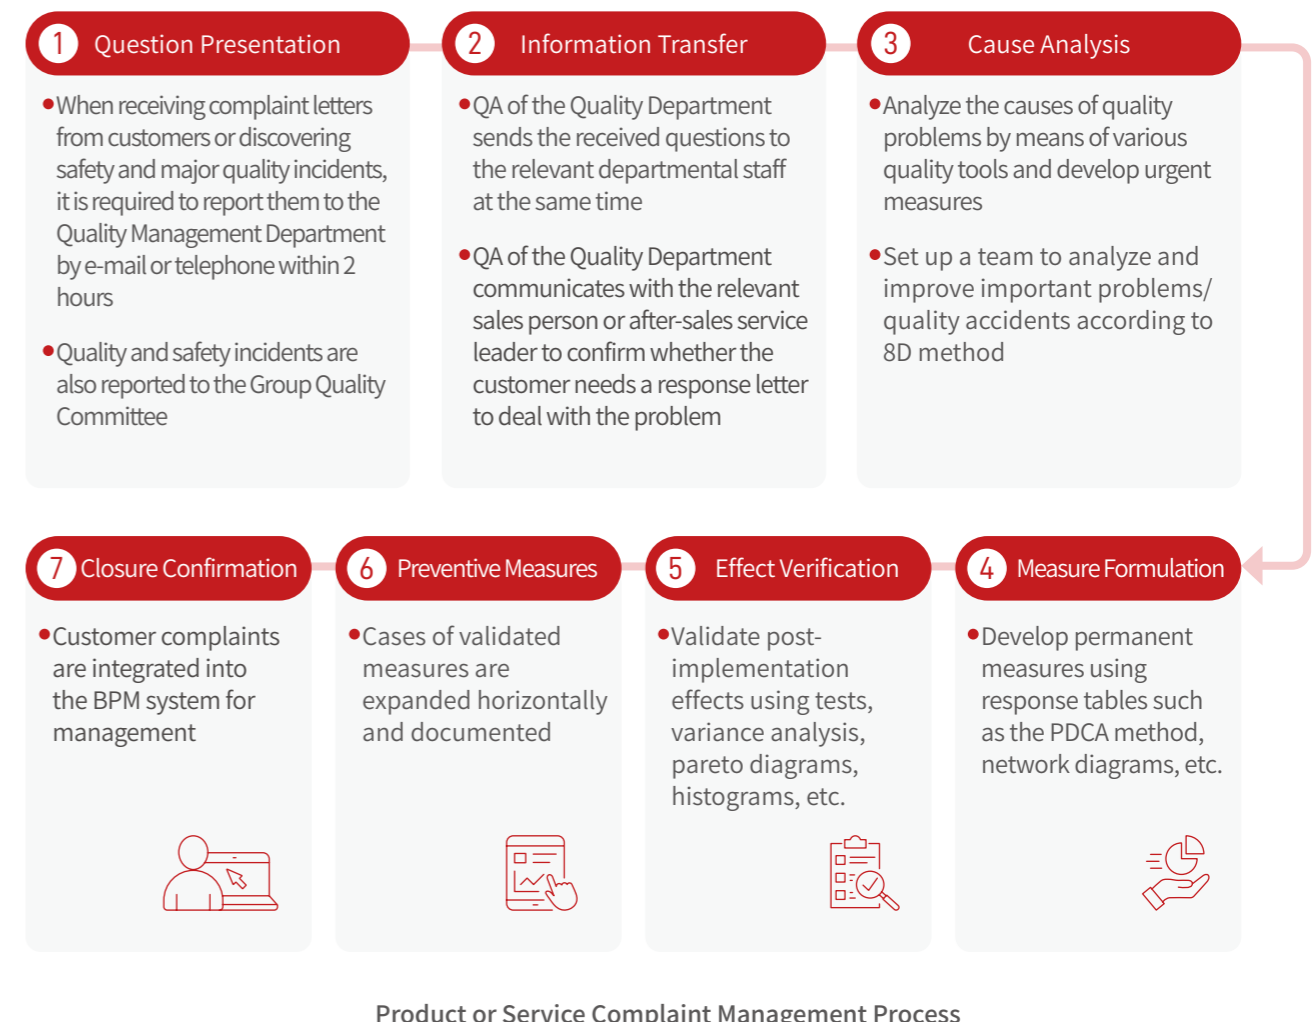 1 Question Presentation
•When receiving complaint letters
from customers or discovering
safety and major quality incidents,
it is required to report them to the
Quality Management Department
by e-mail or telephone within 2
hours
•Quality and safety incidents are
also reported to the Group Quality
Committee
2 Information Transfer
•QA of the Quality Department
sends the received questions to
the relevant departmental staff
at the same time
•QA of the Quality Department
communicates with the relevant
sales person or after-sales service
leader to confirm whether the
customer needs a response letter
to deal with the problem
3 Cause Analysis
•Analyze the causes of quality
problems by means of various
quality tools and develop urgent
measures
•Set up a team to analyze and
improve important problems/
quality accidents according to
8D method
4 Measure Formulation
•Develop permanent
measures using
response tables such
as the PDCA method,
network diagrams, etc.
5 Effect Verification
•Validate post-
implementation
effects using tests,
variance analysis,
pareto diagrams,
histograms, etc.
6 Preventive Measures
•Cases of validated
measures are
expanded horizontally
and documented
7 Closure Confirmation
•Customer complaints
are integrated into
the BPM system for
management
Product or Service Complaint Management Process